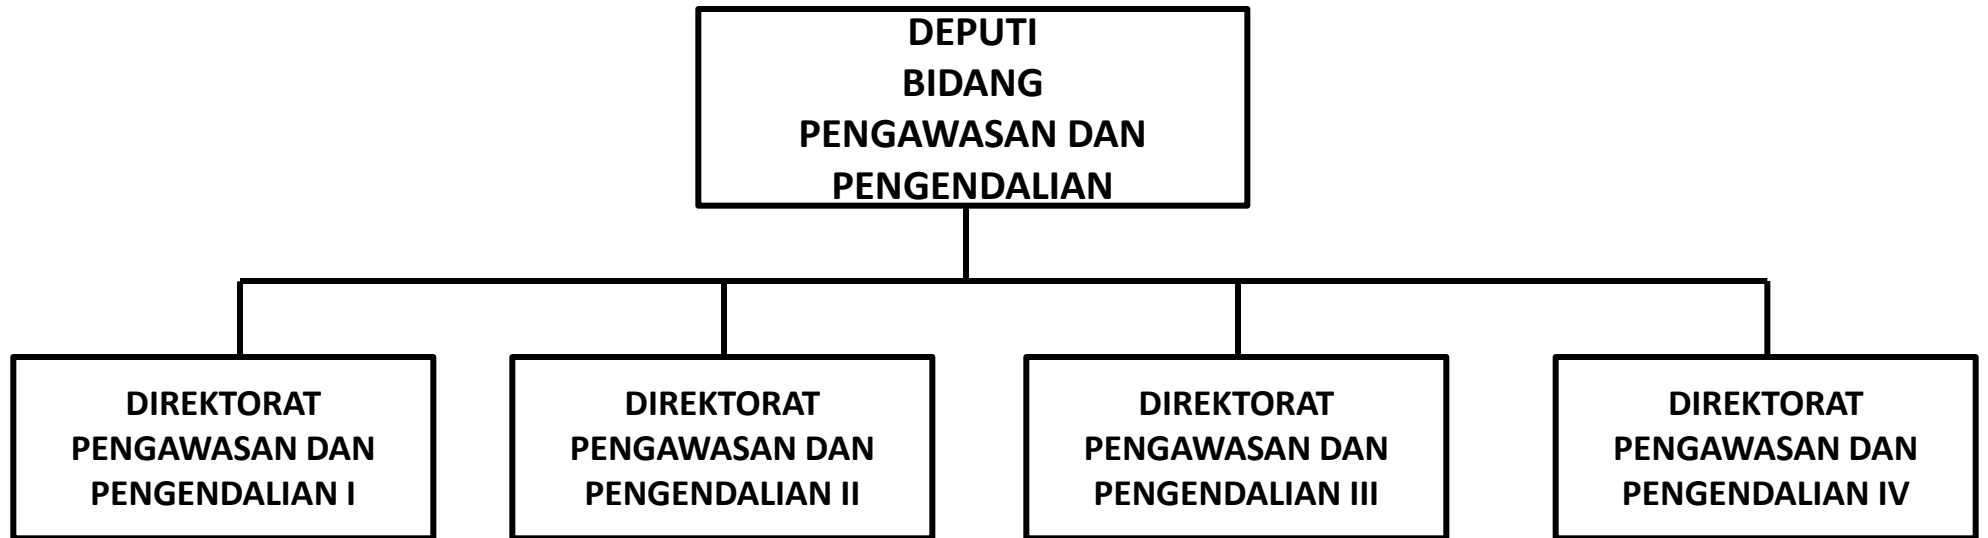 DEPUTI
BIDANG
PENGAWASAN DAN
PENGENDALIAN
DIREKTORAT
PENGAWASAN DAN
PENGENDALIAN I
DIREKTORAT
PENGAWASAN DAN
PENGENDALIAN II
DIREKTORAT
PENGAWASAN DAN
PENGENDALIAN III
DIREKTORAT
PENGAWASAN DAN
PENGENDALIAN IV